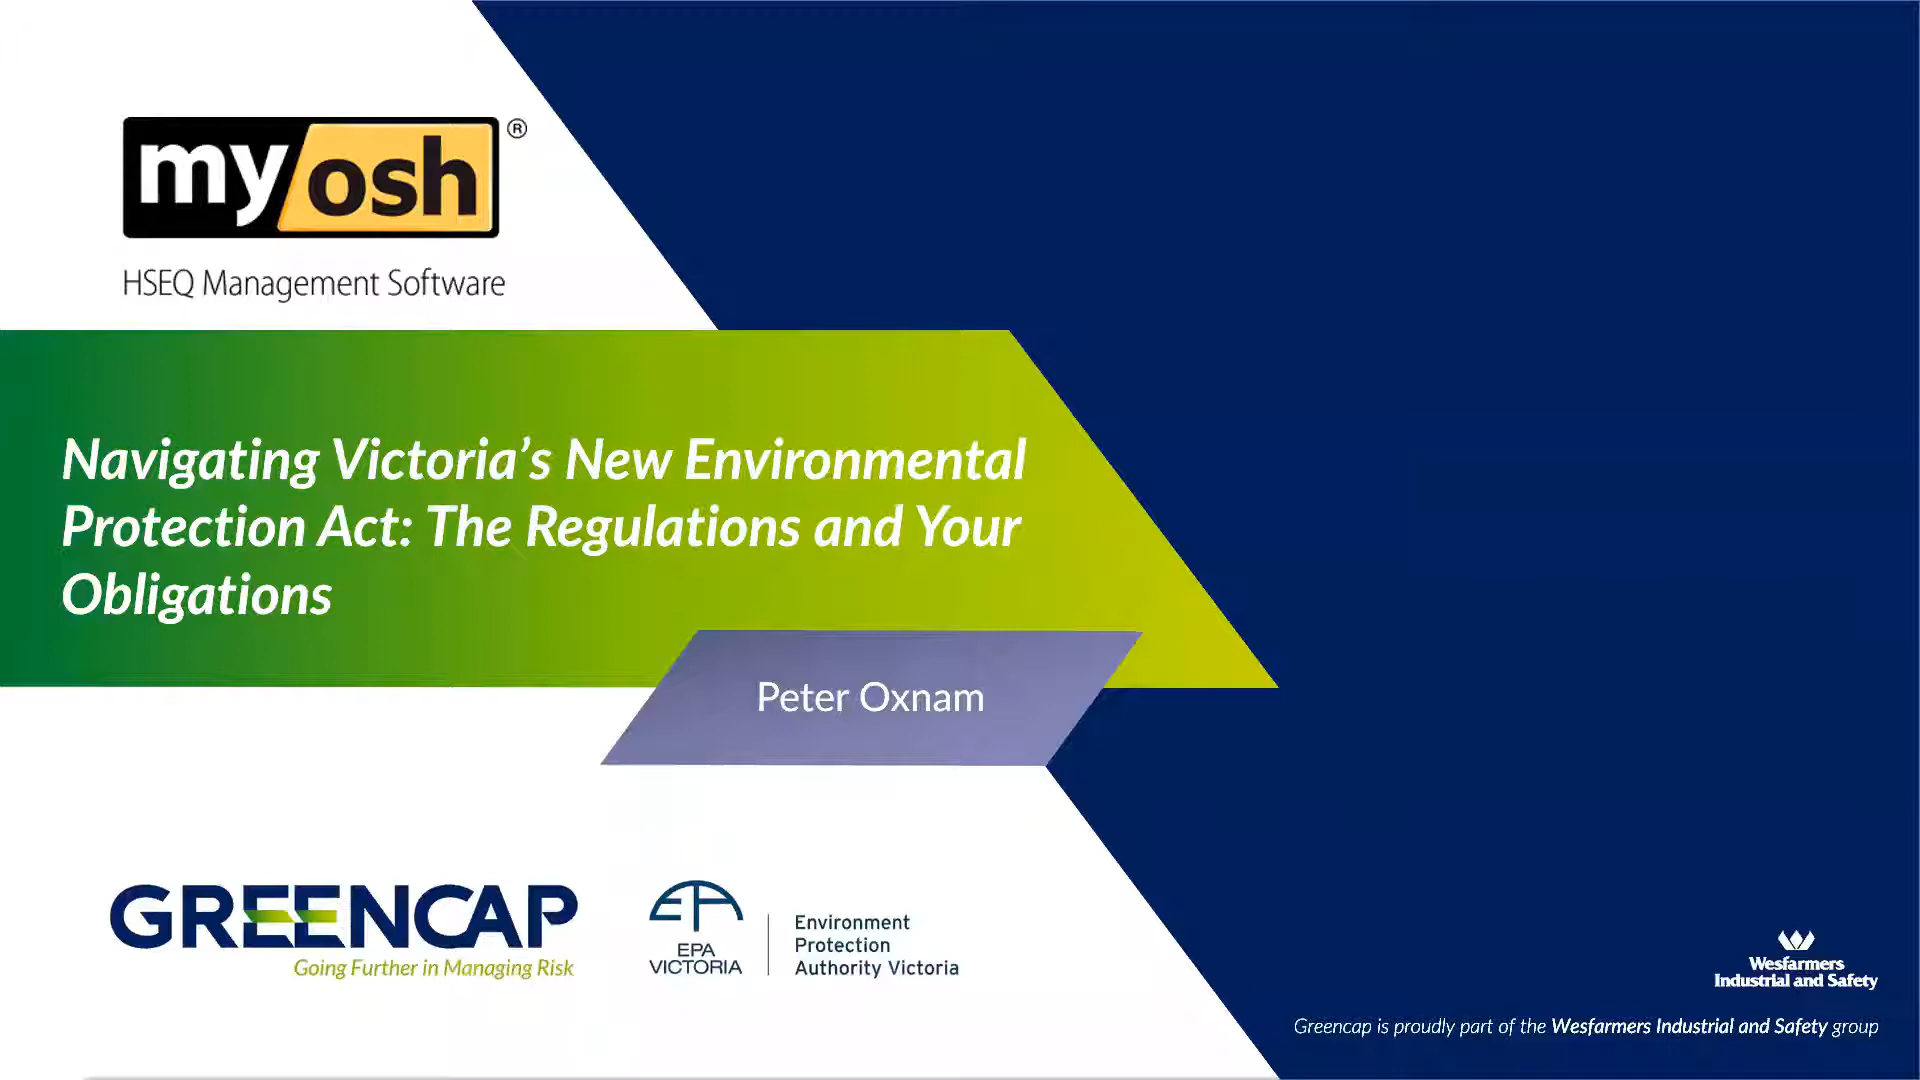 myosh®
HSEQ Management Software
Navigating Victoria’s New Environmental
Protection Act: The Regulations and Your
Obligations
Peter Oxnam
GREENCAP
Going Further in Managing Risk
EPA
VICTORIA
Environment
Protection
Authority Victoria
Wesfarmers
Industrial and Safety
Greencap is proudly part of the Wesfarmers Industrial and Safety group